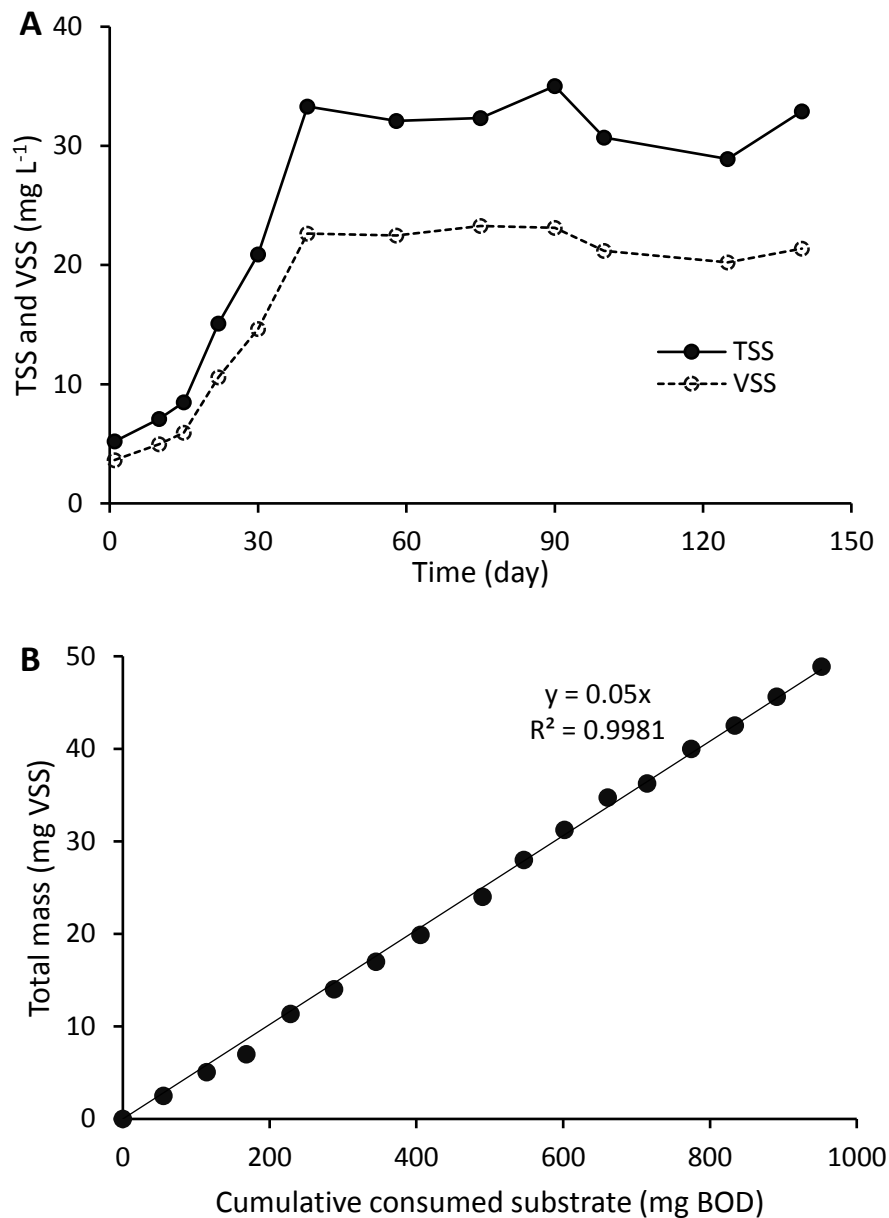 A
40
30
20
10
0
TSS and VSS (mg L⁻¹)
TSS
VSS
0 30 60 90 120 150
Time (day)
B
50
40
30
20
10
0
Total mass (mg VSS)
y = 0.05x
R² = 0.9981
0 200 400 600 800 1000
Cumulative consumed substrate (mg BOD)